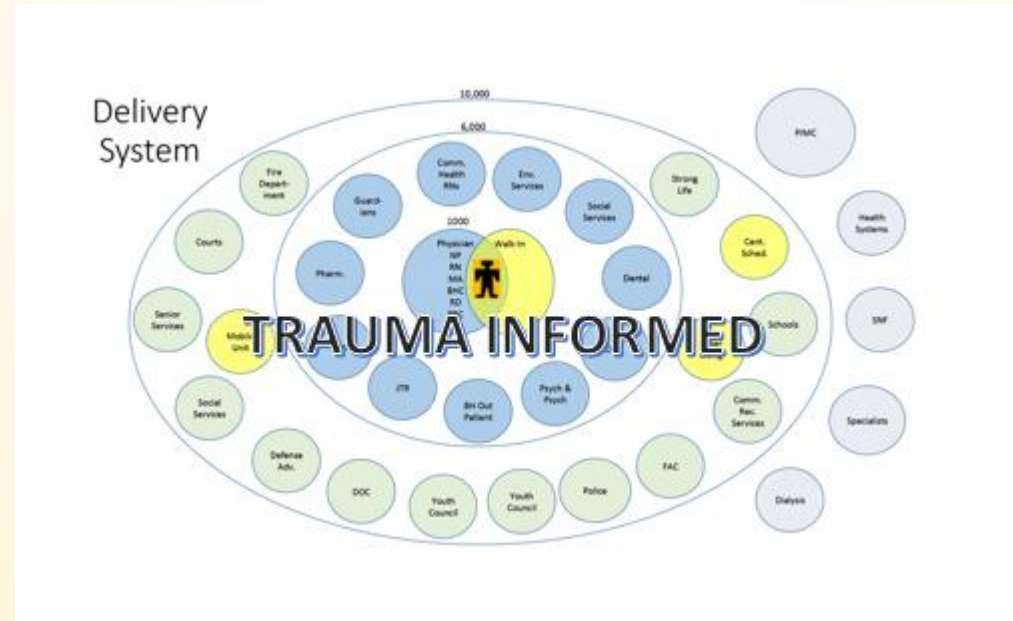 Delivery
System
10,000
6,000
1000
Fire
Depart-
ment
Courts
Senior
Services
Mobile
Unit
Social
Services
Defense
Adv.
DOC
Youth
Council
Youth
Council
Police
FAC
Comm.
Rec.
Services
Schools
Cent.
Sched.
Strong
Life
Comm.
Health
RNs
Env.
Services
Social
Services
Dental
Psych &
Psych
BH Out
Patient
JTR
Pharm.
Guard-
ians
Physician
NP
RN
MA
BHC
RD
Walk In
TRAUMA INFORMED
PIMC
Health
Systems
SNF
Specialists
Dialysis